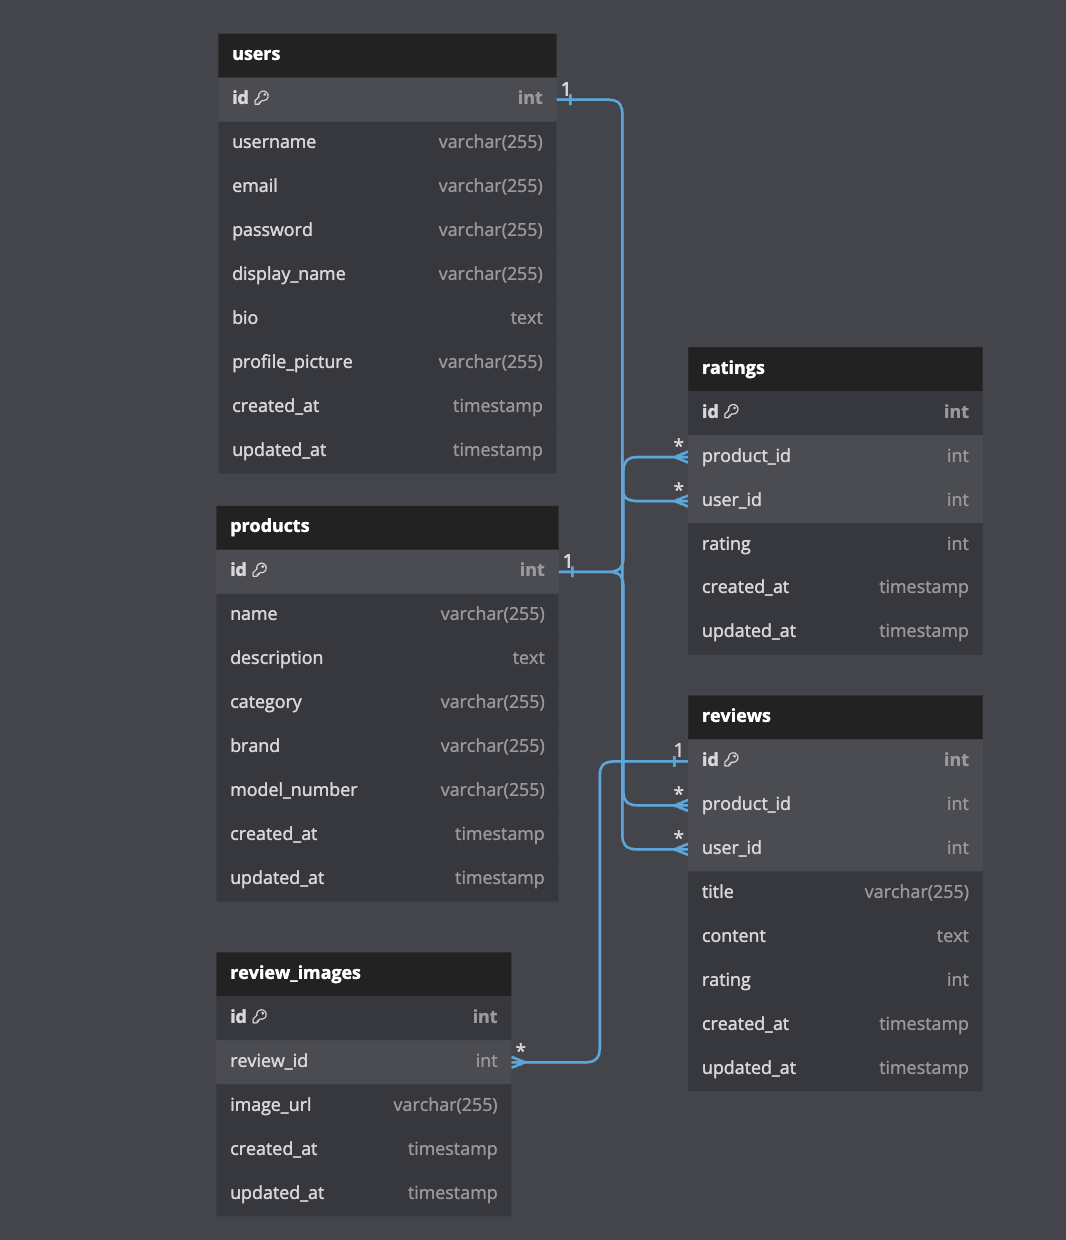 users
id int
username varchar(255)
email varchar(255)
password varchar(255)
display_name varchar(255)
bio text
profile_picture varchar(255)
created_at timestamp
updated_at timestamp
1
products
id int
name varchar(255)
description text
category varchar(255)
brand varchar(255)
model_number varchar(255)
created_at timestamp
updated_at timestamp
1
review_images
id int
review_id int
image_url varchar(255)
created_at timestamp
updated_at timestamp
*
ratings
id int
* product_id int
* user_id int
rating int
created_at timestamp
updated_at timestamp
reviews
1 id int
* product_id int
* user_id int
title varchar(255)
content text
rating int
created_at timestamp
updated_at timestamp